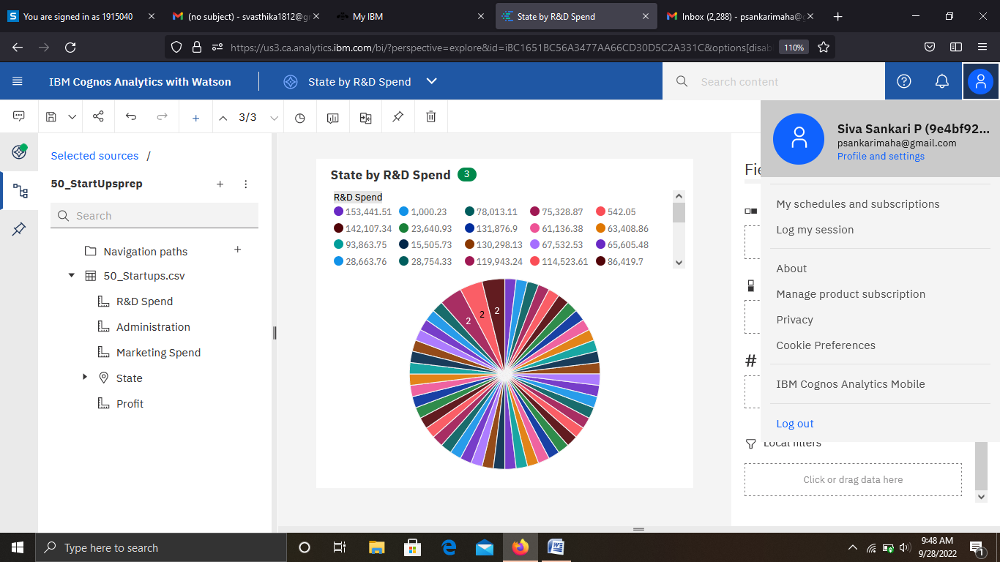 You are signed in as 1915040
(no subject) - svasthika1812@gr
My IBM
State by R&D Spend
Inbox (2,288) - psankarimaha@g
https://us3.ca.analytics.ibm.com/bi/?perspective=explore&id=iBC1651BC56A3477AA66CD30D5C2A331C&options[disab
110%
IBM Cognos Analytics with Watson
State by R&D Spend
Search content
3/3
Siva Sankari P (9e4bf92...
psankarimaha@gmail.com
Profile and settings
My schedules and subscriptions
Log my session
About
Manage product subscription
Privacy
Cookie Preferences
IBM Cognos Analytics Mobile
Log out
Selected sources /
50_StartUpsprep
Search
Navigation paths
50_Startups.csv
R&D Spend
Administration
Marketing Spend
State
Profit
State by R&D Spend 3
R&D Spend
153,441.51 1,000.23 78,013.11 75,328.87 542.05
142,107.34 23,640.93 131,876.9 61,136.38 63,408.86
93,863.75 15,505.73 130,298.13 67,532.53 65,605.48
28,663.76 28,754.33 119,943.24 114,523.61 86,419.7
2 2 2
Fie
#
Local filters
Click or drag data here
Type here to search
9:48 AM
9/28/2022
1